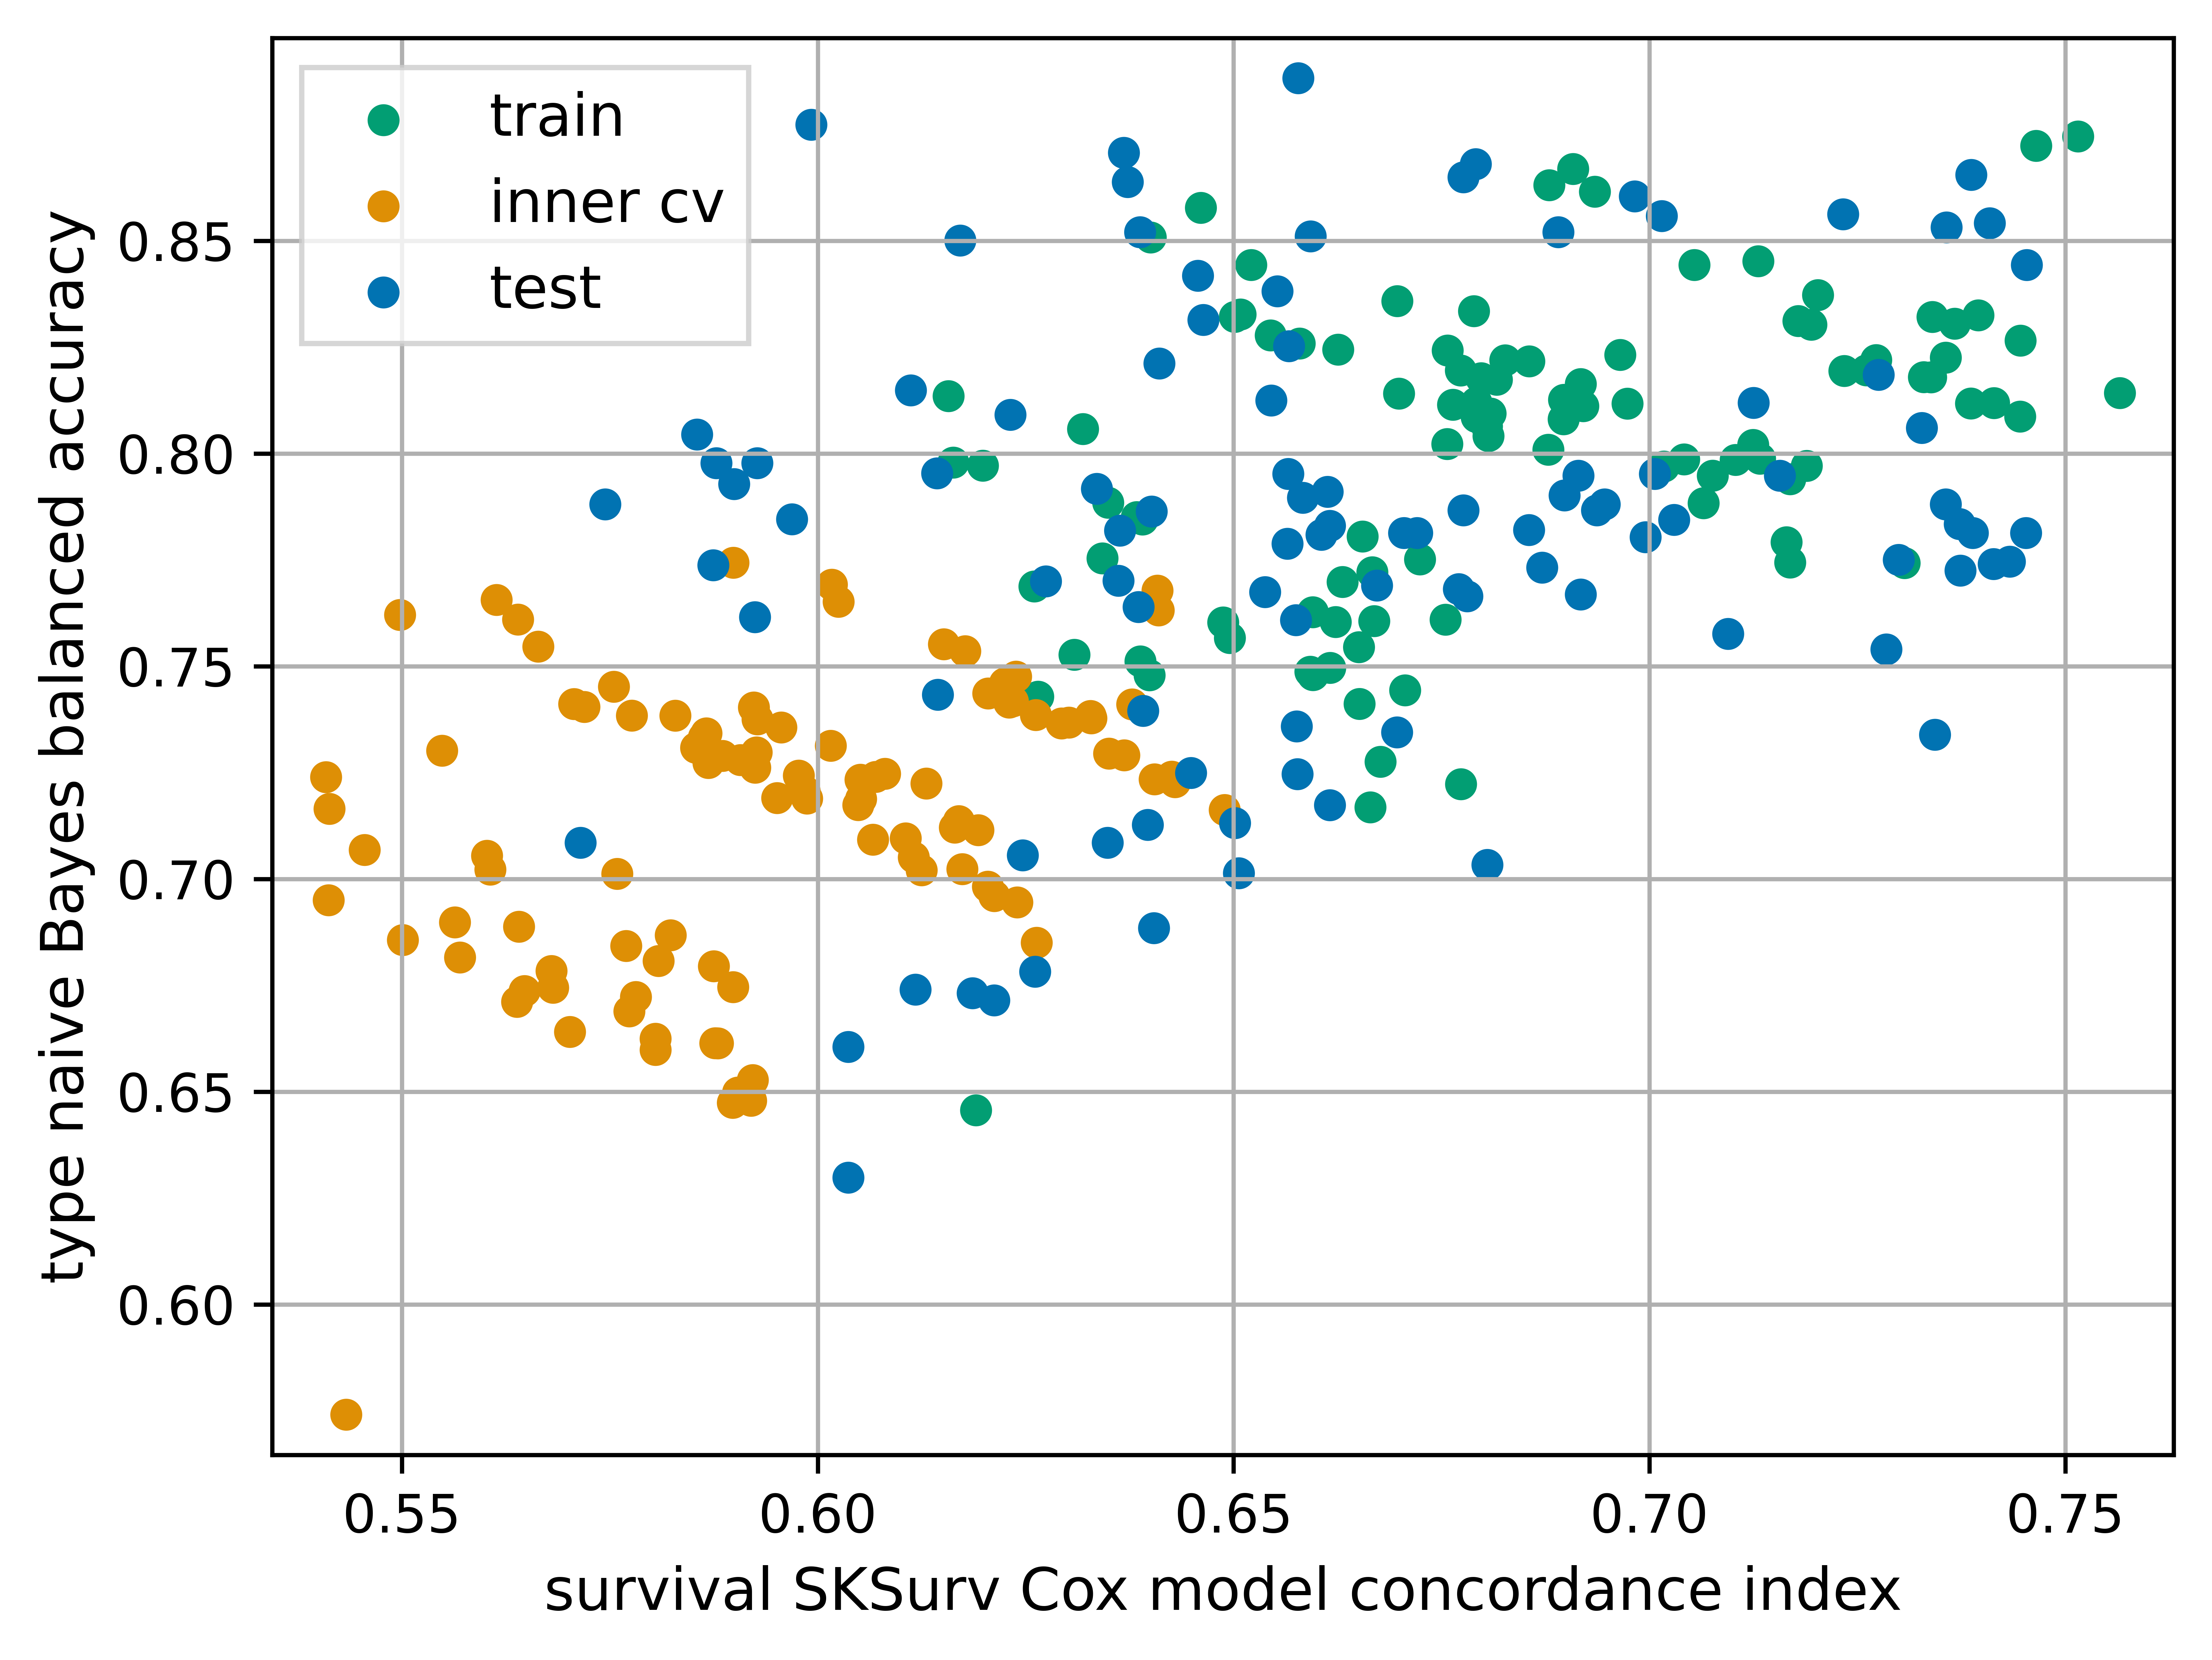 train
inner cv
test
type naive Bayes balanced accuracy
0.85
0.80
0.75
0.70
0.65
0.60
0.55
0.60
0.65
0.70
0.75
survival SKSurv Cox model concordance index